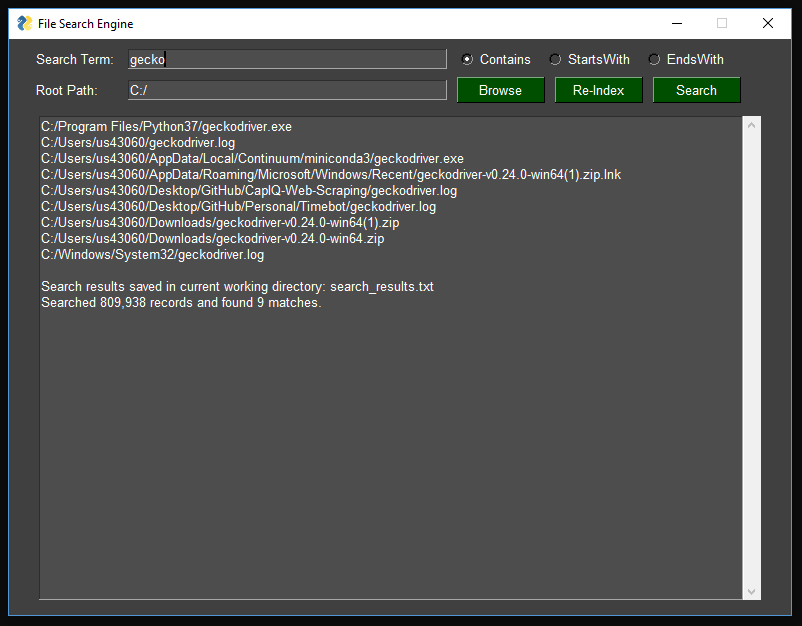 File Search Engine
Search Term: gecko Contains StartsWith EndsWith
Root Path: C:/ Browse Re-Index Search
C:/Program Files/Python37/geckodriver.exe
C:/Users/us43060/geckodriver.log
C:/Users/us43060/AppData/Local/Continuum/miniconda3/geckodriver.exe
C:/Users/us43060/AppData/Roaming/Microsoft/Windows/Recent/geckodriver-v0.24.0-win64(1).zip.lnk
C:/Users/us43060/Desktop/GitHub/CapIQ-Web-Scraping/geckodriver.log
C:/Users/us43060/Desktop/GitHub/Personal/Timebot/geckodriver.log
C:/Users/us43060/Downloads/geckodriver-v0.24.0-win64(1).zip
C:/Users/us43060/Downloads/geckodriver-v0.24.0-win64.zip
C:/Windows/System32/geckodriver.log
Search results saved in current working directory: search_results.txt
Searched 809,938 records and found 9 matches.